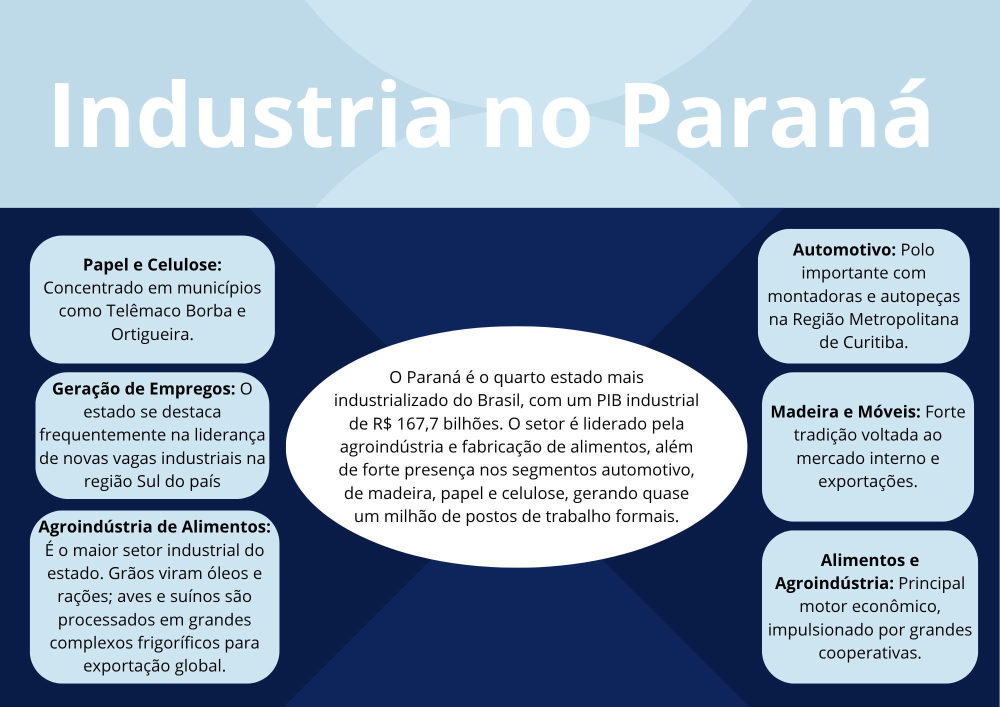 Industria no Paraná
Papel e Celulose:
Concentrado em municípios
como Telêmaco Borba e
Ortigueira.
Geração de Empregos: O
estado se destaca
frequentemente na liderança
de novas vagas industriais na
região Sul do país
Agroindústria de Alimentos:
É o maior setor industrial do
estado. Grãos viram óleos e
rações; aves e suínos são
processados em grandes
complexos frigoríficos para
exportação global.
O Paraná é o quarto estado mais
industrializado do Brasil, com um PIB industrial
de R$ 167,7 bilhões. O setor é liderado pela
agroindústria e fabricação de alimentos, além
de forte presença nos segmentos automotivo,
de madeira, papel e celulose, gerando quase
um milhão de postos de trabalho formais.
Automotivo: Polo
importante com
montadoras e autopeças
na Região Metropolitana
de Curitiba.
Madeira e Móveis: Forte
tradição voltada ao
mercado interno e
exportações.
Alimentos e
Agroindústria: Principal
motor econômico,
impulsionado por grandes
cooperativas.